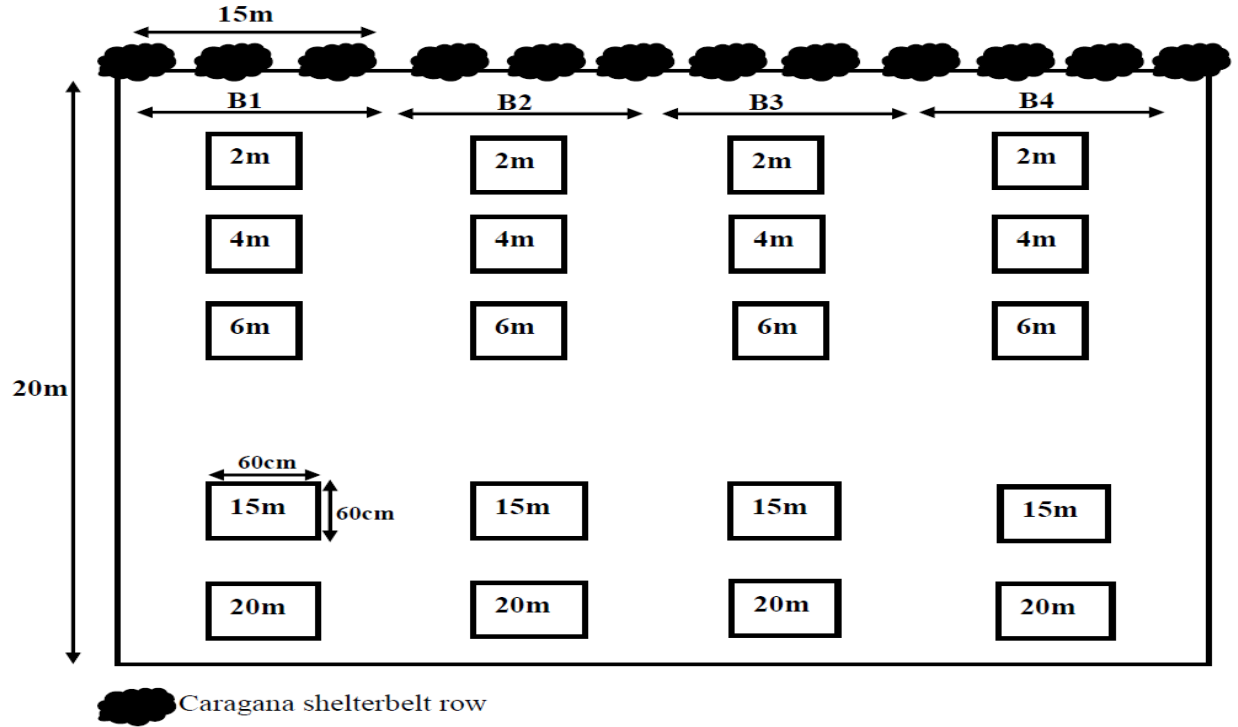 15m
B1 B2 B3 B4
2m 2m 2m 2m
4m 4m 4m 4m
6m 6m 6m 6m
20m
60cm
15m 60cm 15m 15m 15m
20m 20m 20m 20m
Caragana shelterbelt row